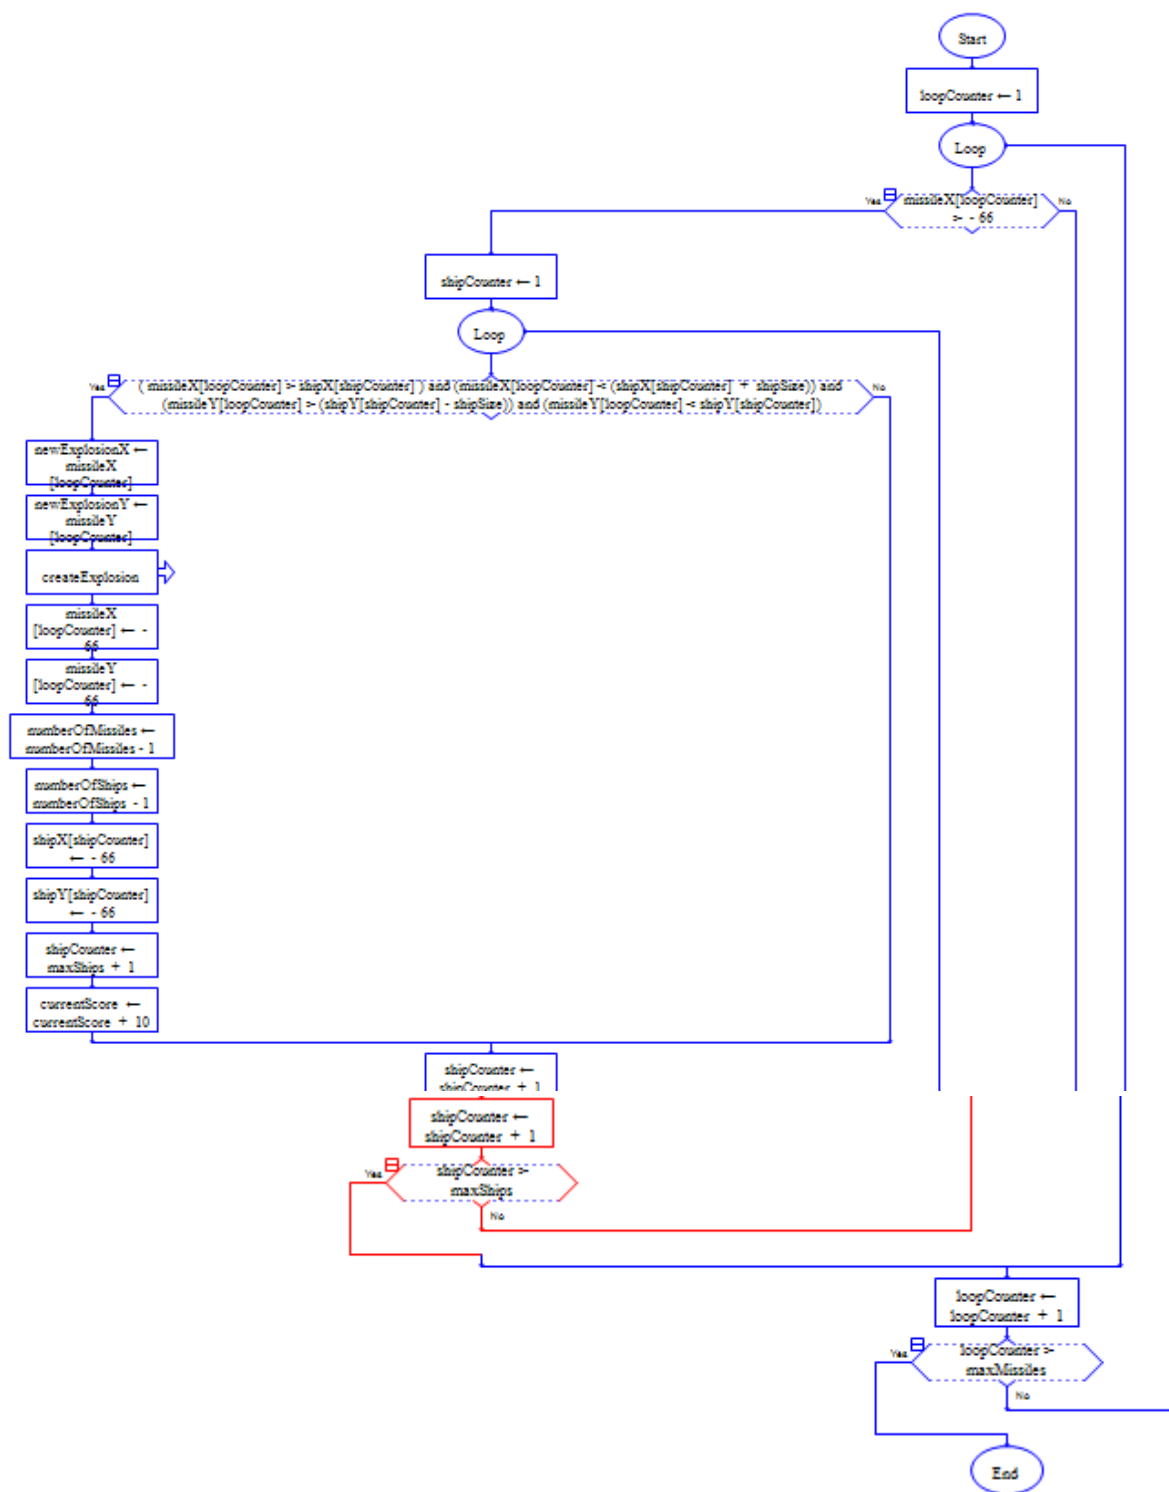 Start
loopCounter ← 1
Loop
Yes
missileX[loopCounter]
> - 66
No
shipCounter ← 1
Loop
Yes
( missileX[loopCounter] > shipX[shipCounter] ) and (missileX[loopCounter] < (shipX[shipCounter] + shipSize)) and
(missileY[loopCounter] > (shipY[shipCounter] - shipSize)) and (missileY[loopCounter] < shipY[shipCounter])
No
newExplosionX ←
missileX
[loopCounter]
newExplosionY ←
missileY
[loopCounter]
createExplosion
missileX
[loopCounter] ← -
66
missileY
[loopCounter] ← -
66
numberOfMissiles ←
numberOfMissiles - 1
numberOfShips ←
numberOfShips - 1
shipX[shipCounter]
← - 66
shipY[shipCounter]
← - 66
shipCounter ←
maxShips + 1
currentScore ←
currentScore + 10
shipCounter ←
shipCounter + 1
shipCounter ←
shipCounter + 1
Yes
shipCounter >
maxShips
No
loopCounter ←
loopCounter + 1
Yes
loopCounter >
maxMissiles
No
End